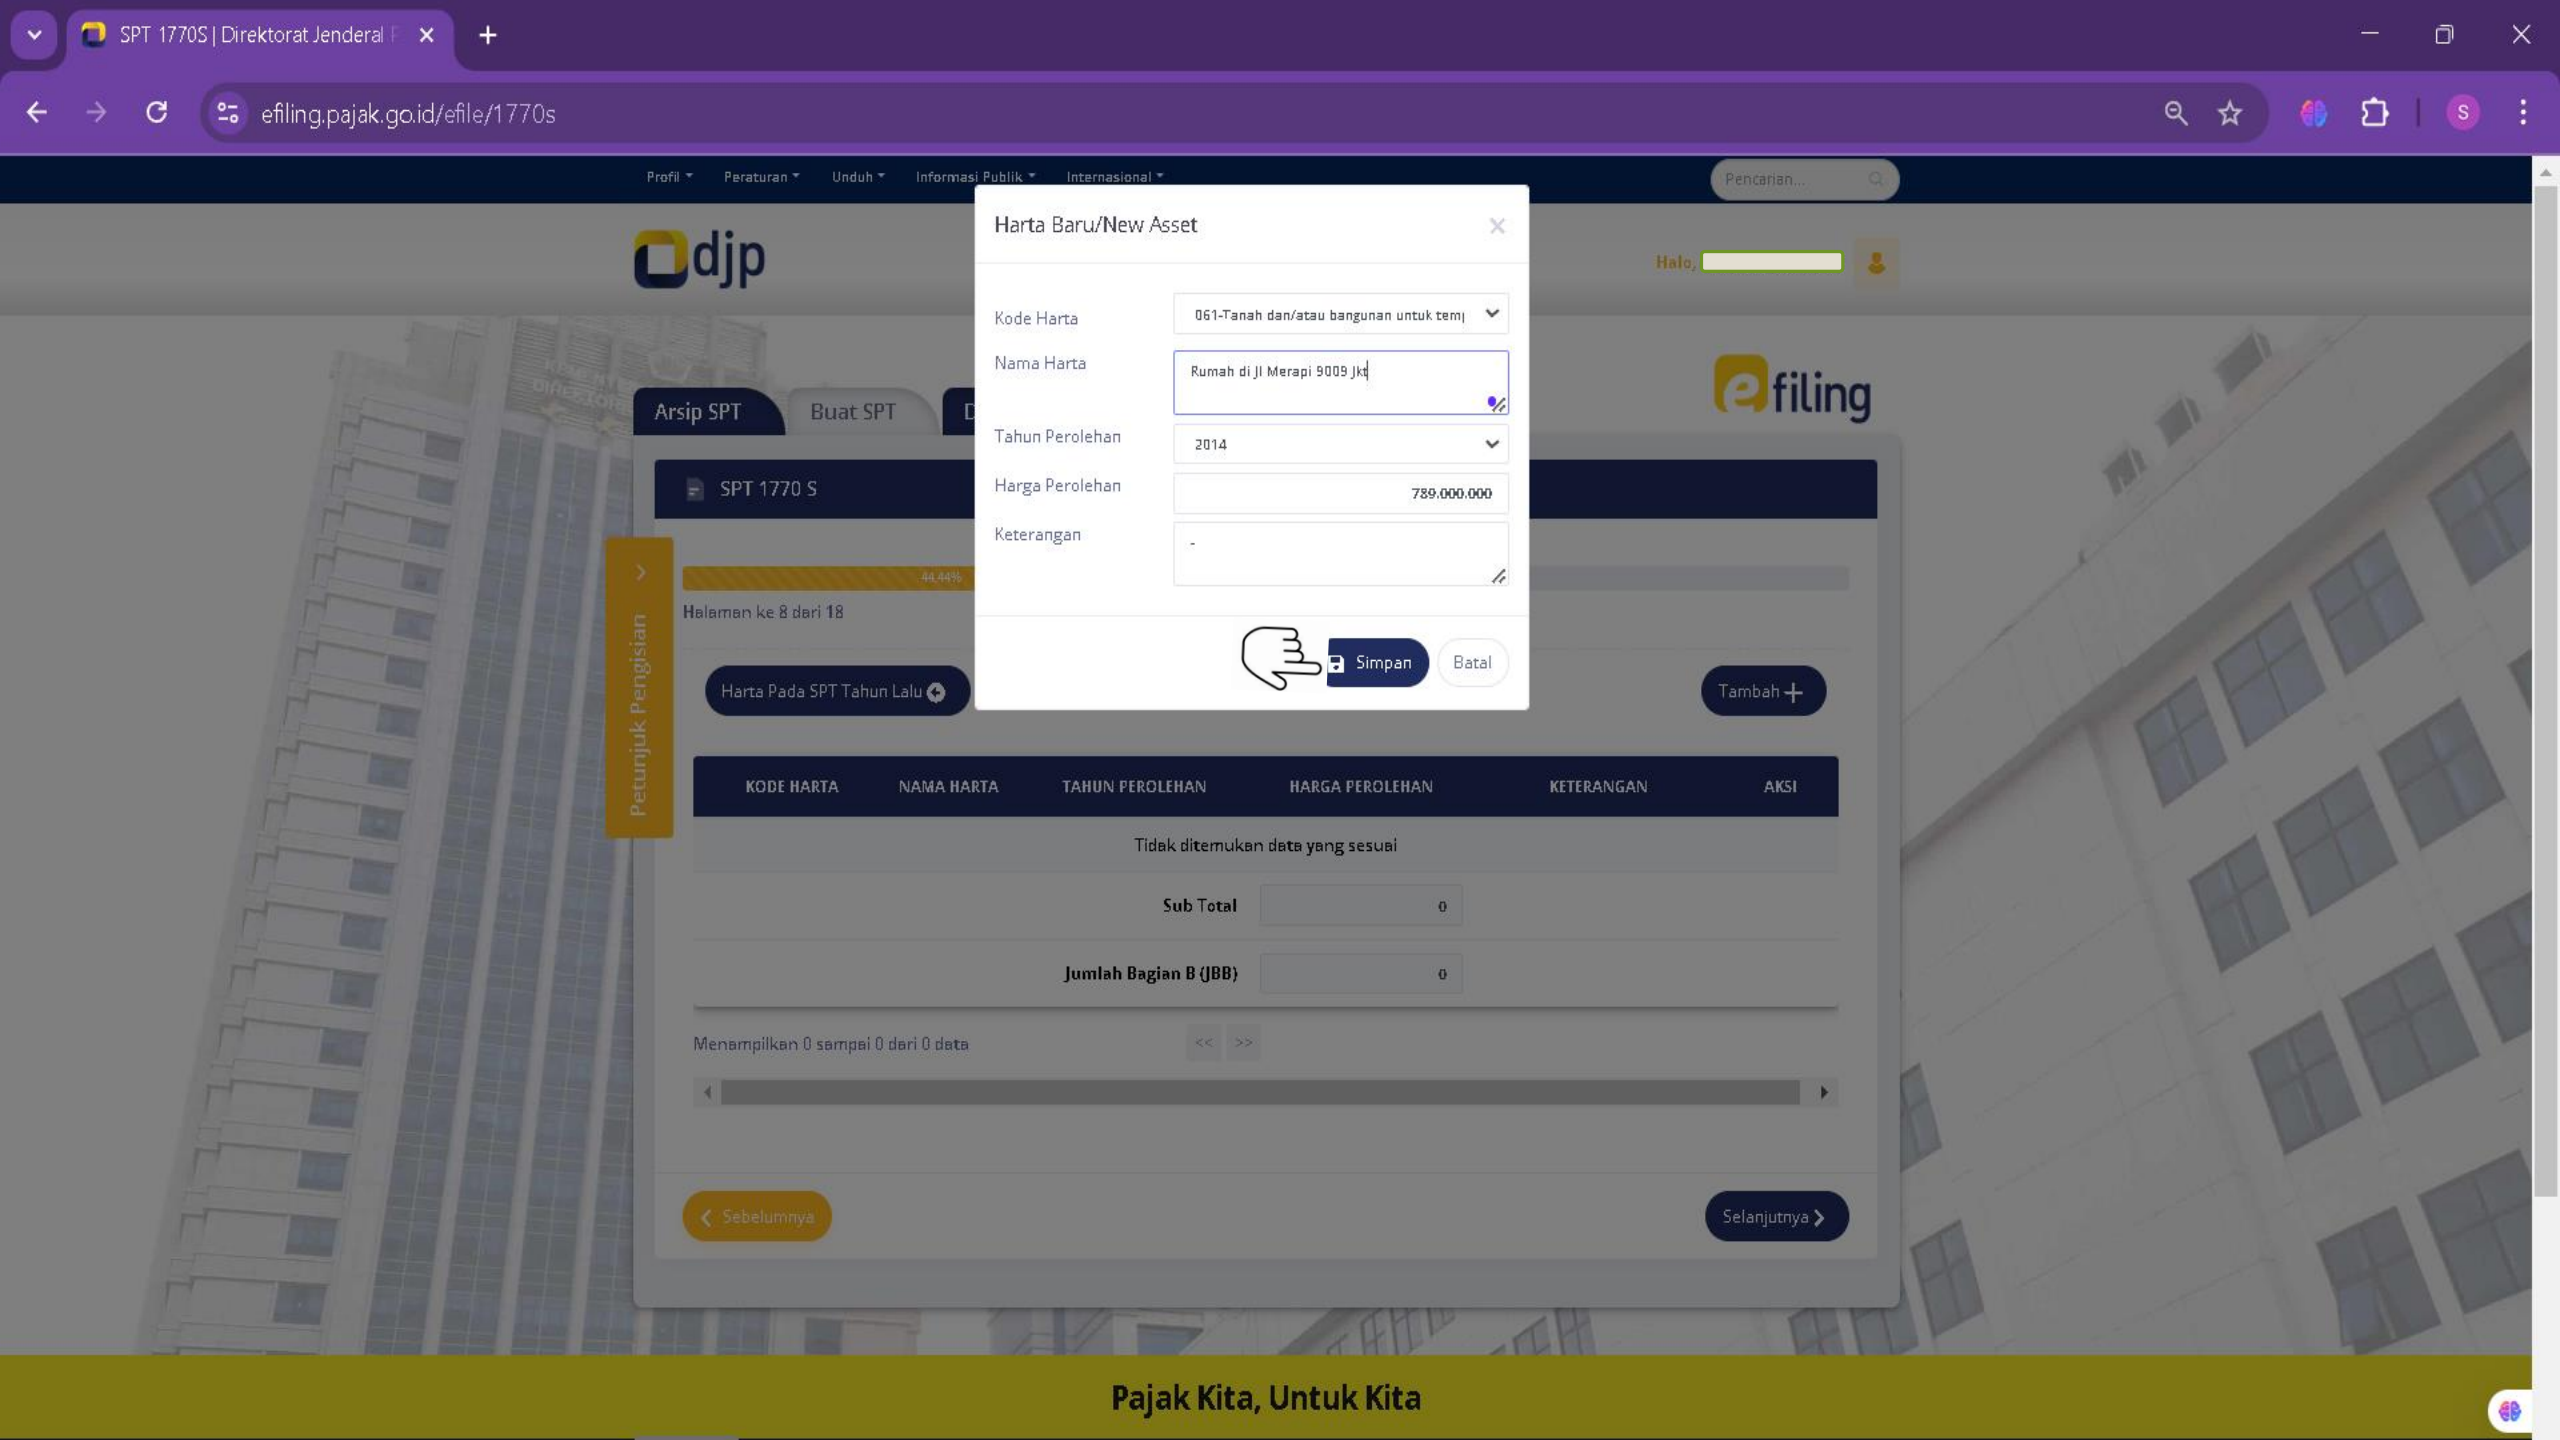 SPT 1770S | Direktorat Jenderal P
efiling.pajak.go.id/efile/1770s
S
Profil
Peraturan
Unduh
Informasi Publik
Internasional
Pencarian...
djp
Halo,
efiling
Arsip SPT
Buat SPT
D
SPT 1770 S
44,44%
Halaman ke 8 dari 18
Petunjuk Pengisian
Harta Pada SPT Tahun Lalu
Tambah
Harta Baru/New Asset
Kode Harta
061-Tanah dan/atau bangunan untuk temp
Nama Harta
Rumah di Jl Merapi 9009 Jkt
Tahun Perolehan
2014
Harga Perolehan
789.000.000
Keterangan
-
Simpan
Batal
KODE HARTA
NAMA HARTA
TAHUN PEROLEHAN
HARGA PEROLEHAN
KETERANGAN
AKSI
Tidak ditemukan data yang sesuai
Sub Total
0
Jumlah Bagian B (JBB)
0
Menampilkan 0 sampai 0 dari 0 data
<<
>>
Sebelumnya
Selanjutnya
Pajak Kita, Untuk Kita